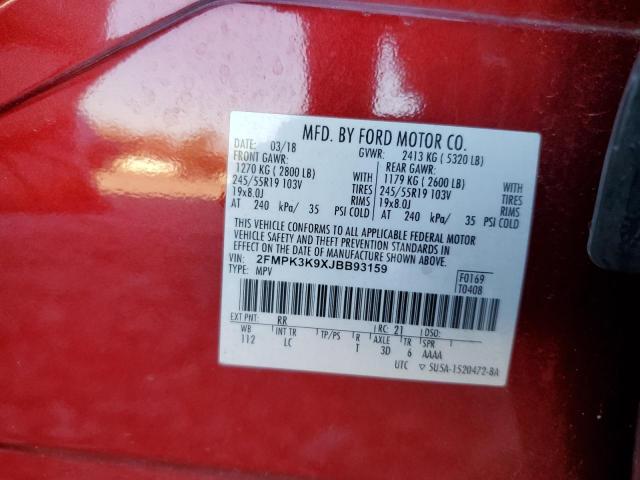 MFD. BY FORD MOTOR CO.
DATE: 03/18 GVWR: 2413 KG ( 5320 LB)
FRONT GAWR: REAR GAWR:
1270 KG ( 2800 LB) WITH 1179 KG ( 2600 LB) WITH
245/55R19 103V TIRES 245/55R19 103V TIRES
19x8.0J RIMS 19x8.0J RIMS
AT 240 kPa/ 35 PSI COLD AT 240 kPa/ 35 PSI COLD
THIS VEHICLE CONFORMS TO ALL APPLICABLE FEDERAL MOTOR
VEHICLE SAFETY AND THEFT PREVENTION STANDARDS IN
EFFECT ON THE DATE OF MANUFACTURE SHOWN ABOVE.
VIN: 2FMPK3K9XJBB93159
TYPE: MPV
F0169
T0408
EXT PNT: RR RC: 21 DSO:
WB INT TR TP/PS R AXLE TR SPR
112 LC T 3D 6 AAAA
UTC ▽ SU5A-1520472-BA